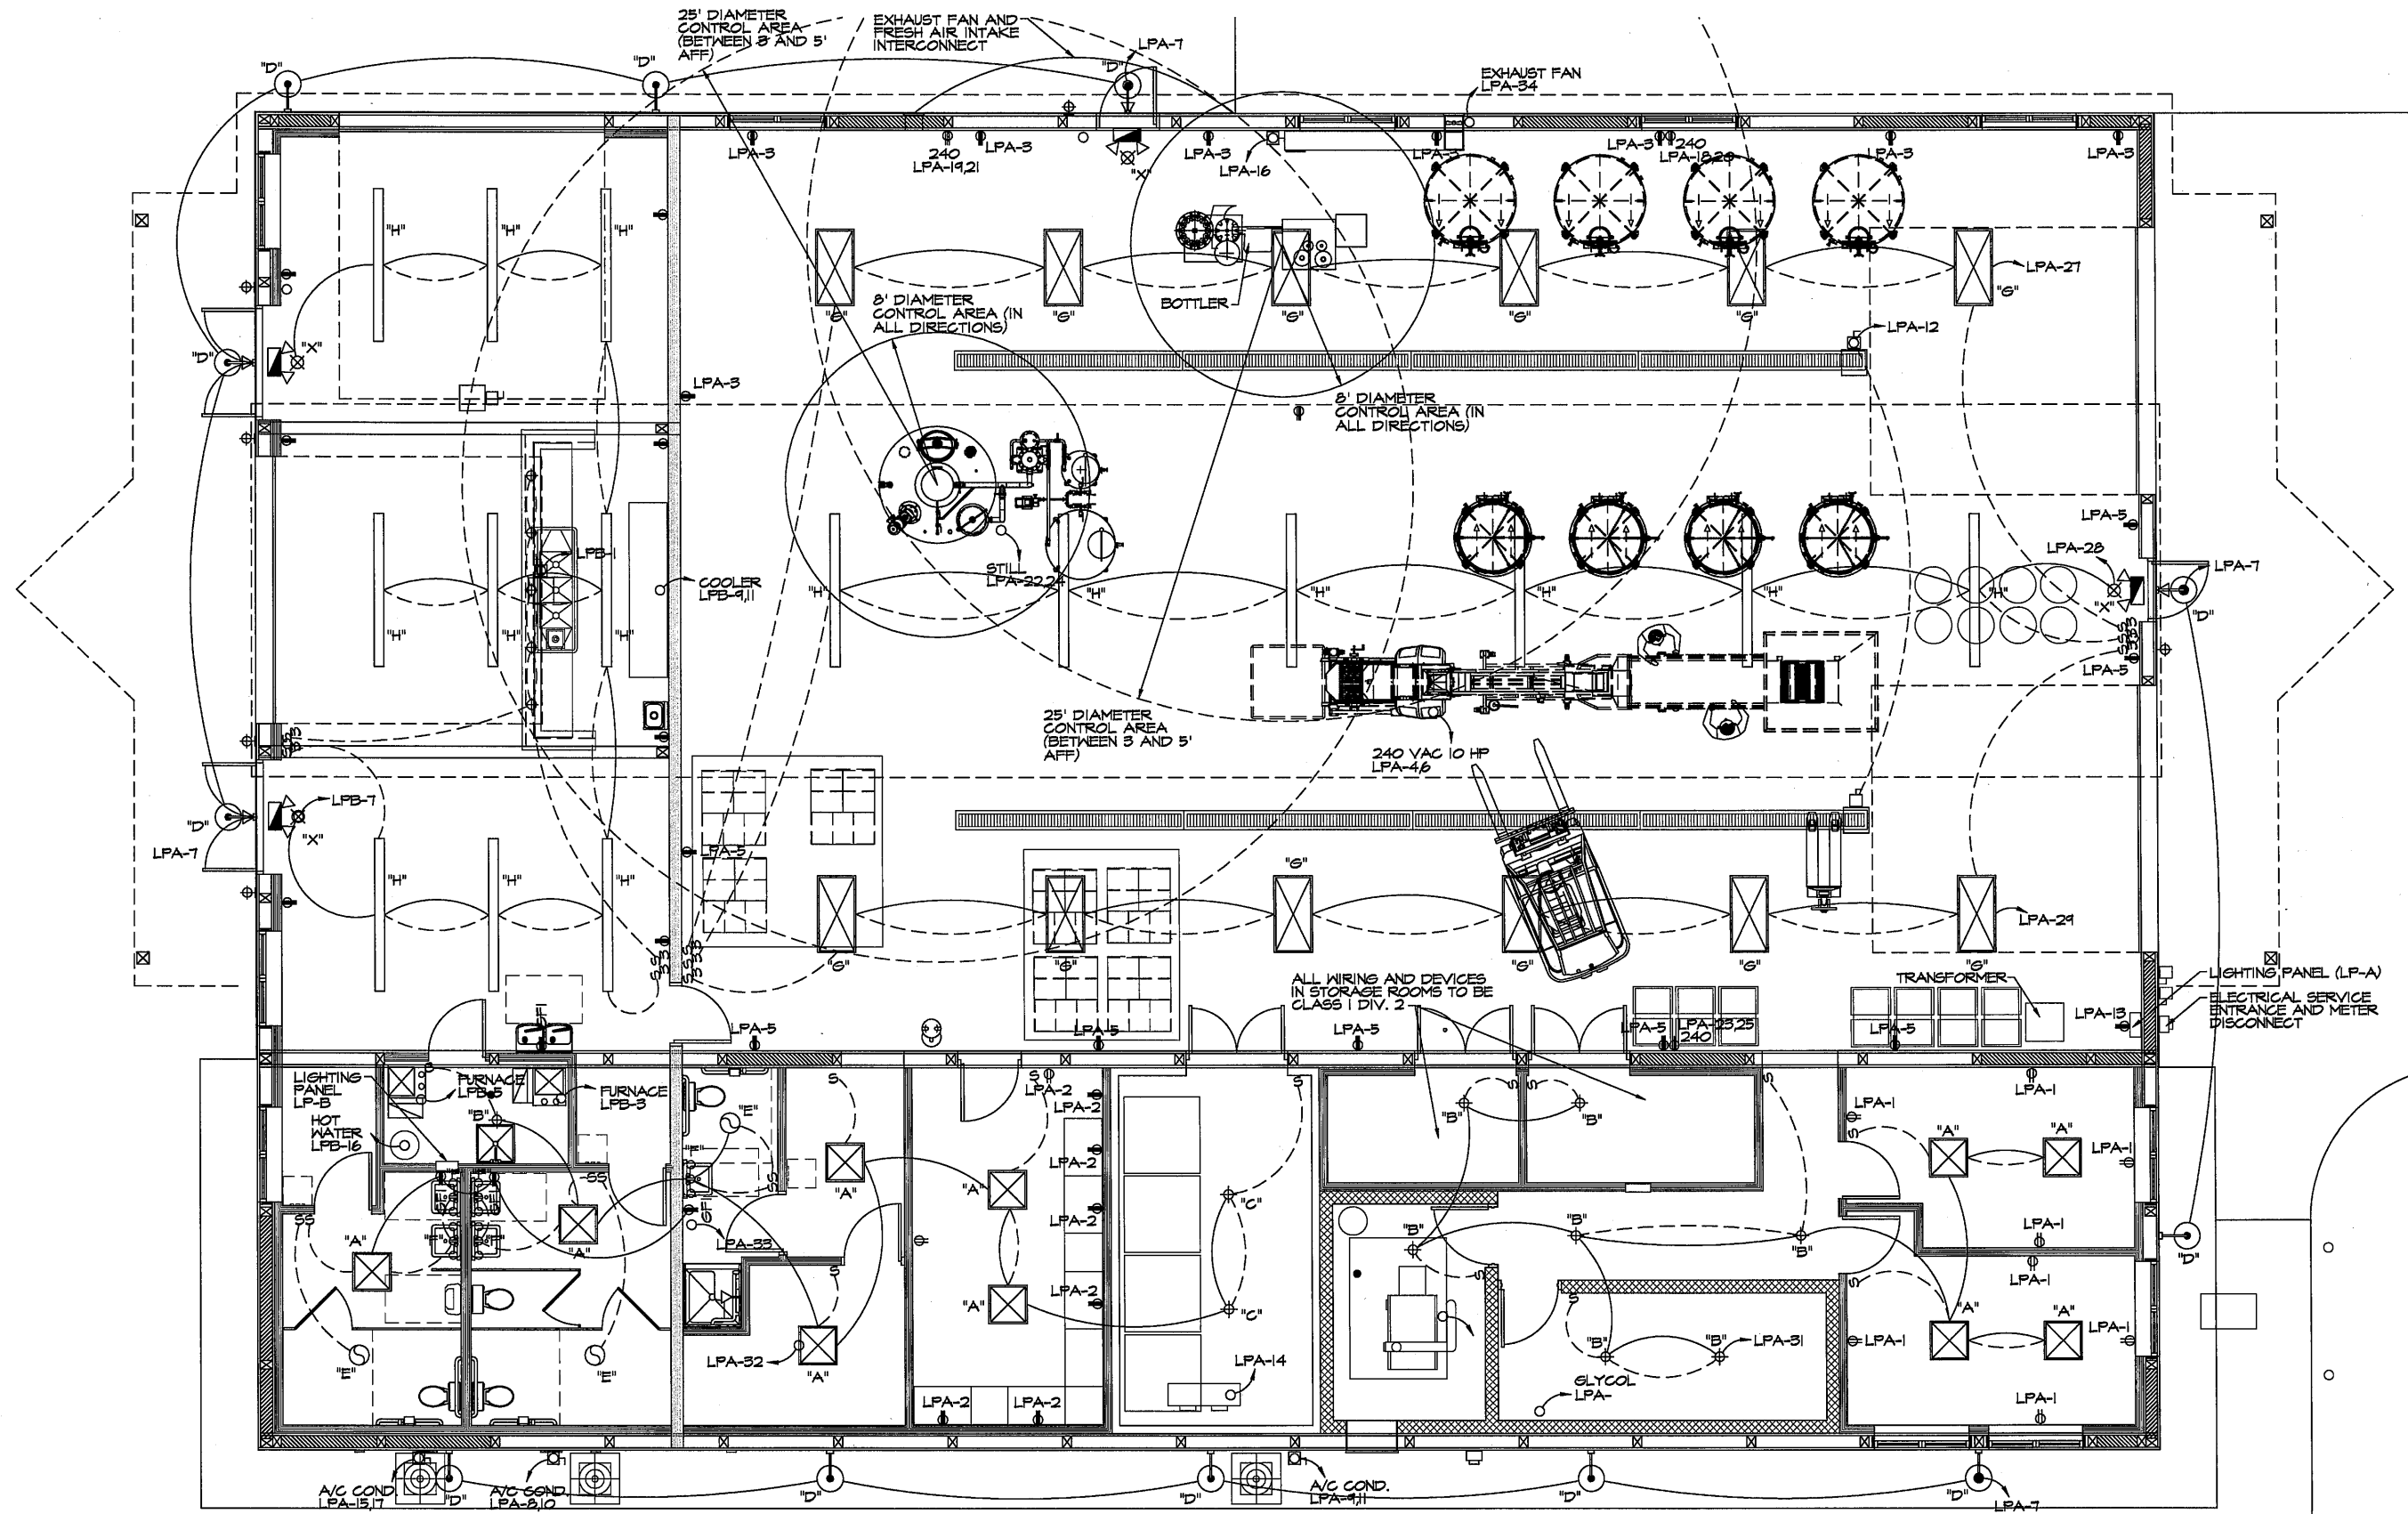 25' DIAMETER
CONTROL AREA
(BETWEEN 3 AND 5'
AFF)
EXHAUST FAN AND
FRESH AIR INTAKE
INTERCONNECT
LPA-7
"D"
"D"
"D"
EXHAUST FAN
LPA-34
LPA-3
240
LPA-19,21
LPA-3
"X"
LPA-3
LPA-16
LPA-3
LPA-3
240
LPA-18,20
LPA-3
LPA-3
"H"
"H"
"H"
LPA-27
"G"
BOTTLER
"G"
"G"
"G"
"G"
"G"
8' DIAMETER
CONTROL AREA (IN
ALL DIRECTIONS)
LPA-12
"D"
"X"
LPA-3
8' DIAMETER
CONTROL AREA (IN
ALL DIRECTIONS)
LPA-5
LPB-1
COOLER
LPB-9,11
STILL
LPA-22,24
LPA-28
LPA-7
"X"
"D"
"H"
"H"
"H"
"H"
"H"
"H"
"H"
"H"
"H"
LPA-5
25' DIAMETER
CONTROL AREA
(BETWEEN 3 AND 5'
AFF)
240 VAC 10 HP
LPA-4,6
LPB-7
"D"
"X"
LPA-7
LPA-5
"H"
"H"
"H"
"G"
"G"
"G"
"G"
"G"
"G"
LPA-29
ALL WIRING AND DEVICES
IN STORAGE ROOMS TO BE
CLASS 1 DIV. 2
TRANSFORMER
LIGHTING PANEL (LP-A)
ELECTRICAL SERVICE
ENTRANCE AND METER
DISCONNECT
GFI
LPA-5
LPA-5
LPA-5
LPA-5
LPA-23,25
240
LPA-5
LPA-13
LIGHTING
PANEL
LP-B
FURNACE
LPB-5
FURNACE
LPB-3
HOT
WATER
LPB-16
"B"
"E"
LPA-2
LPA-2
LPA-2
LPA-2
LPA-2
"B"
"B"
LPA-1
LPA-1
"A"
"A"
LPA-1
"A"
"A"
"A"
"A"
"F"
"F"
"F"
GFI
LPA-33
"C"
"B"
"B"
"B"
LPA-1
LPA-1
"D"
"A"
"C"
"A"
"A"
LPA-1
LPA-1
"E"
"E"
LPA-32
"A"
LPA-14
"B"
"B"
LPA-31
GLYCOL
LPA-
LPA-2
LPA-2
LPA-1
A/C COND.
LPA-15,17
"D"
A/C COND.
LPA-8,10
"D"
"D"
A/C COND.
LPA-9,11
"D"
"D"
LPA-7